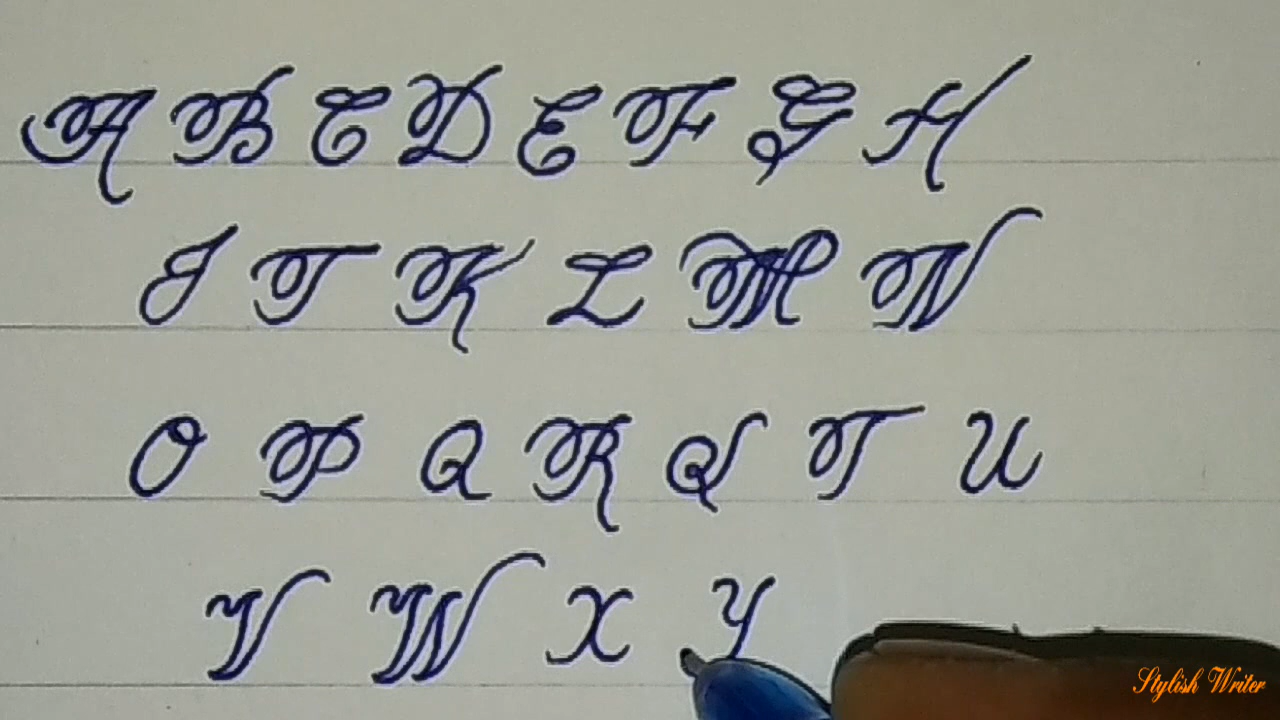 A B C D E F G H
I J K L M N
O P Q R S T U
V W X Y
Stylish Writer